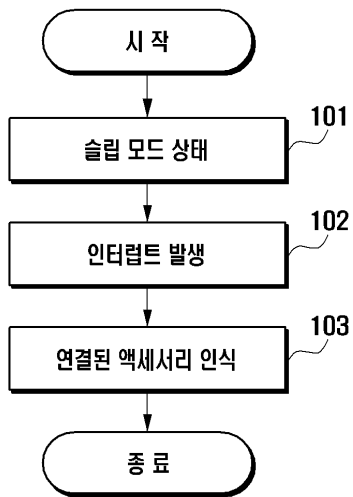 시 작
슬립 모드 상태
101
인터럽트 발생
102
연결된 액세서리 인식
103
종 료